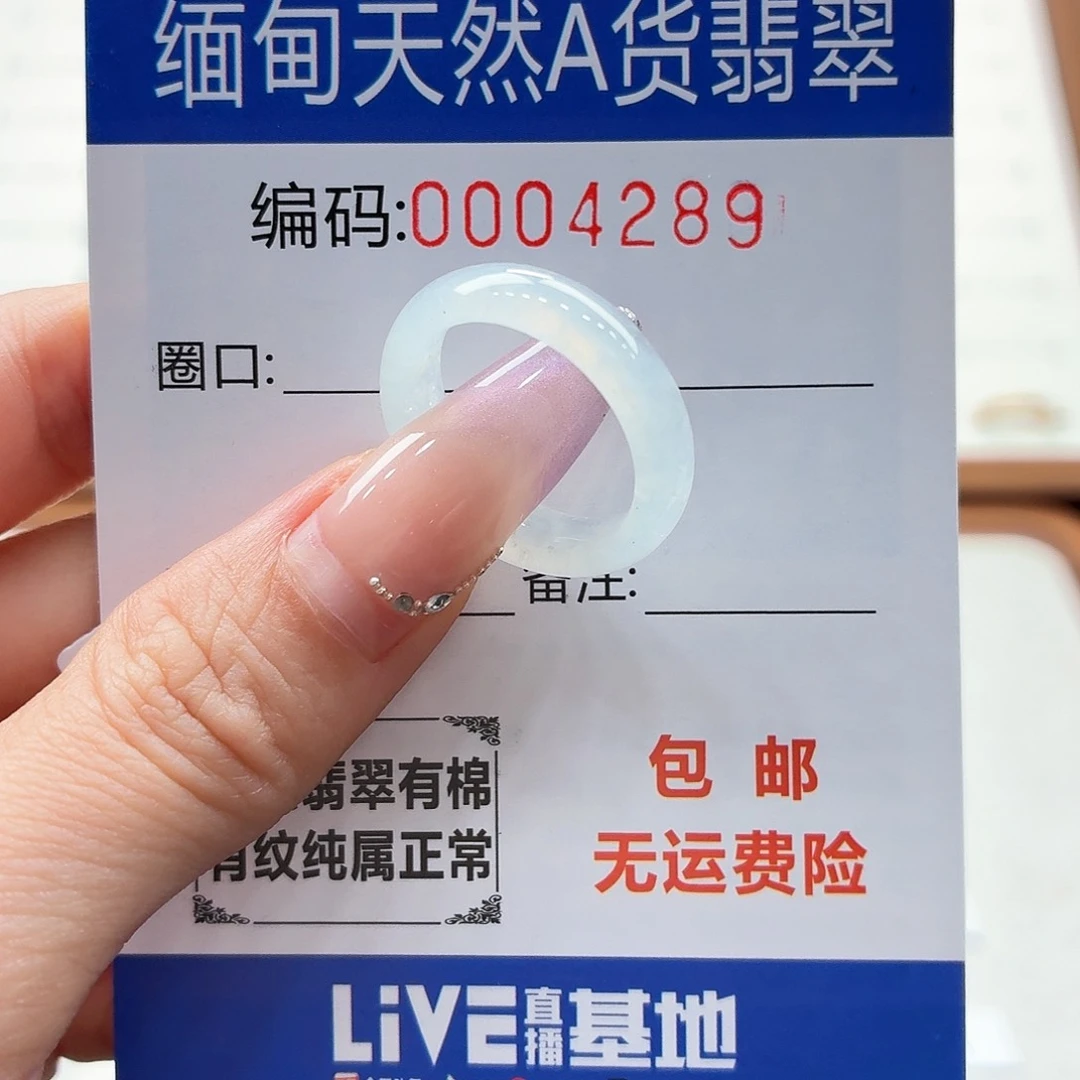 缅甸天然A货翡翠
编码:0004289
圈口:
备注:
翡翠有棉
有纹纯属正常
包邮
无运费险
LiVE直播基地